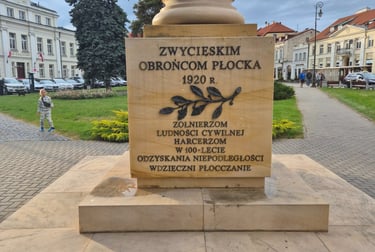 ZWYCIĘSKIM
OBROŃCOM PŁOCKA
1920 R.
ŻOŁNIERZOM
LUDNOŚCI CYWILNEJ
HARCERZOM
W 100-LECIE
ODZYSKANIA NIEPODLEGŁOŚCI
WDZIĘCZNI PŁOCCZANIE